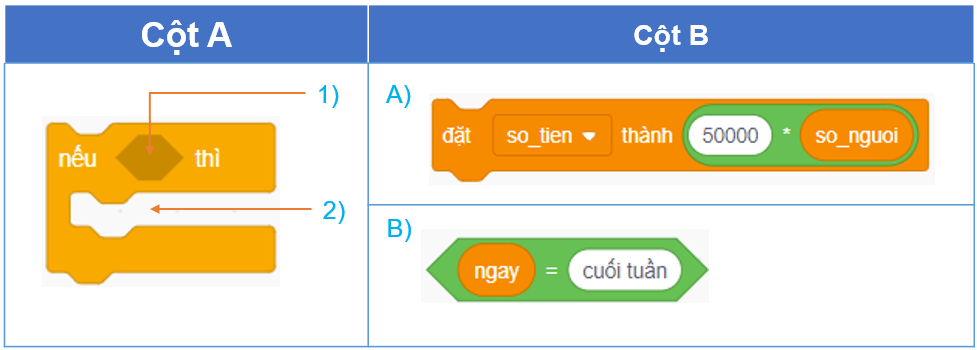 Cột A
Cột B
1)
nếu thì
2)
A)
đặt so_tien thành 50000 * so_nguoi
B)
ngay = cuối tuần